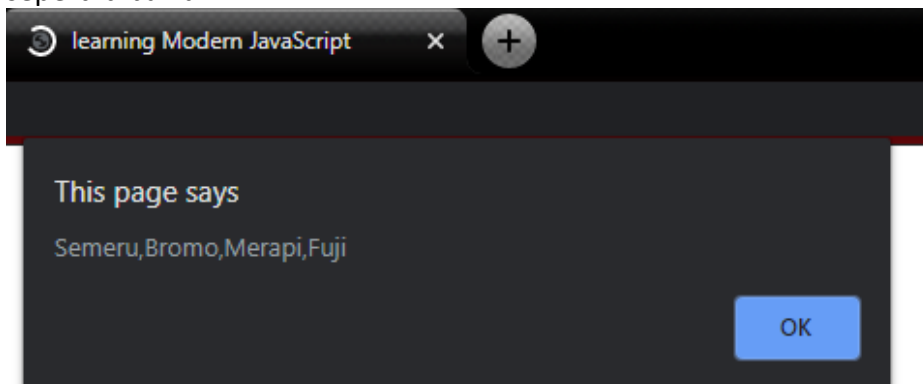 learning Modern JavaScript
This page says
Semeru,Bromo,Merapi,Fuji
OK